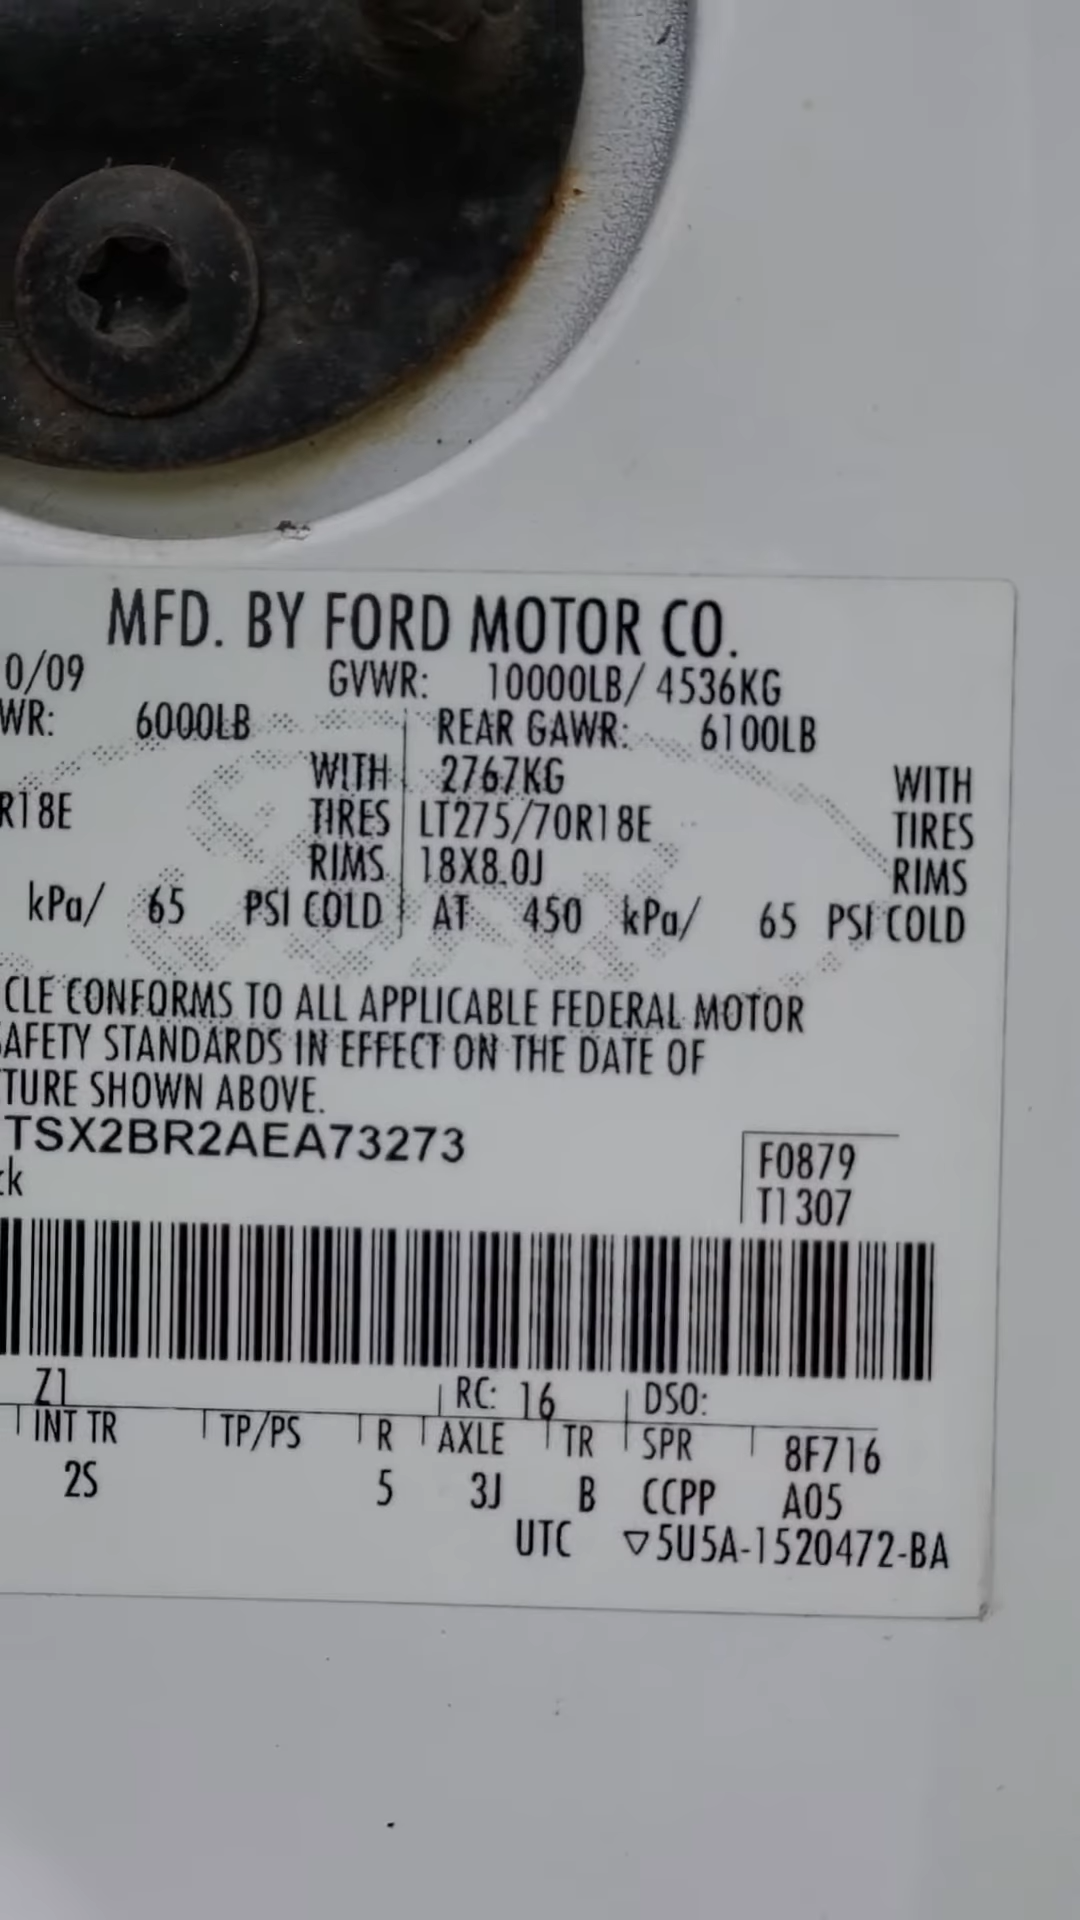 MFD. BY FORD MOTOR CO.
0/09 GVWR: 10000LB/ 4536KG
WR: 6000LB REAR GAWR: 6100LB
WITH 2767KG WITH
R18E TIRES LT275/70R18E TIRES
RIMS 18X8.0J RIMS
kPa/ 65 PSI COLD AT 450 kPa/ 65 PSI COLD
CLE CONFORMS TO ALL APPLICABLE FEDERAL MOTOR
AFETY STANDARDS IN EFFECT ON THE DATE OF
TURE SHOWN ABOVE.
TSX2BR2AEA73273
F0879
ck
T1307
Z1 RC: 16 DSO:
INT TR TP/PS R AXLE TR SPR 8F716
2S 5 3J B CCPP A05
UTC ▽5U5A-1520472-BA